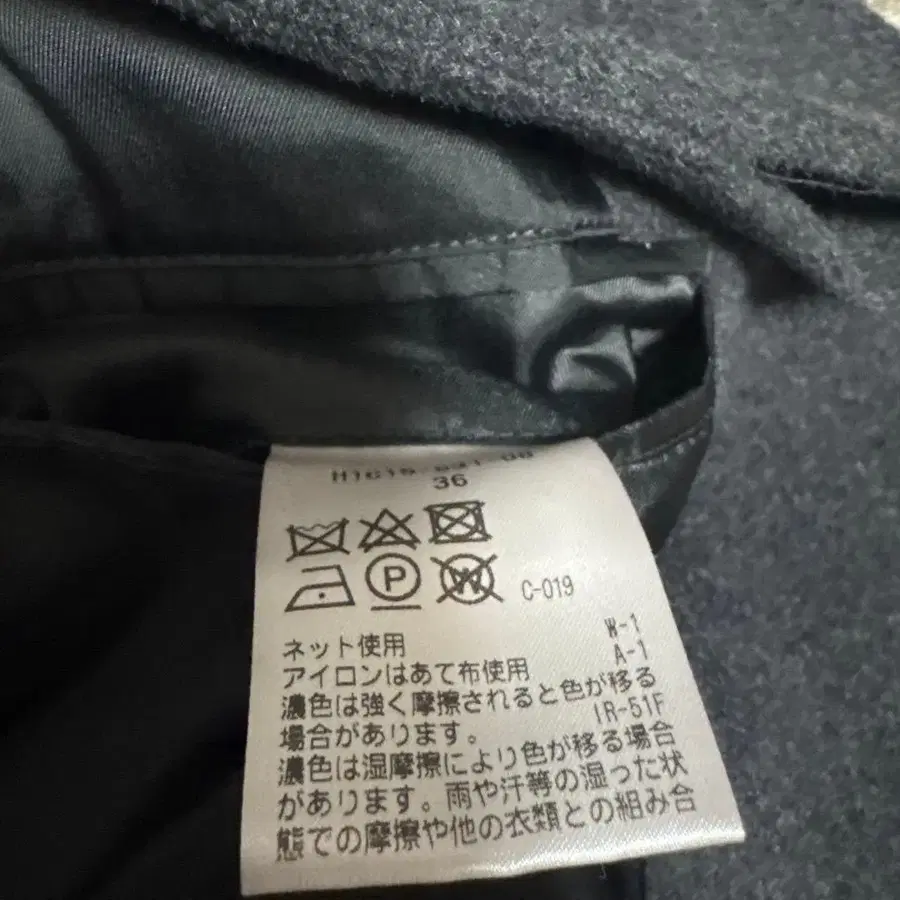 36
P W C-019
ネット使用 W-1
アイロンはあて布使用 A-1
濃色は強く摩擦されると色が移る
場合があります。 IR-51F
濃色は湿摩擦により色が移る場合
があります。雨や汗等の湿った状
態での摩擦や他の衣類との組み合